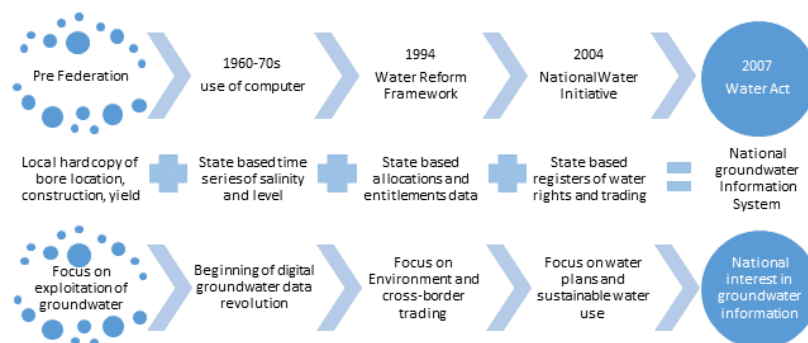 Pre Federation
1960-70s
use of computer
1994
Water Reform
Framework
2004
National Water
Initiative
2007
Water Act
Local hard copy of
bore location,
construction, yield
State based time
series of salinity
and level
State based
allocations and
entitlements data
State based
registers of water
rights and trading
National
groundwater
Information
System
Focus on
exploitation of
groundwater
Beginning of digital
groundwater data
revolution
Focus on
Environment and
cross-border
trading
Focus on water
plans and
sustainable water
use
National
interest in
groundwater
information